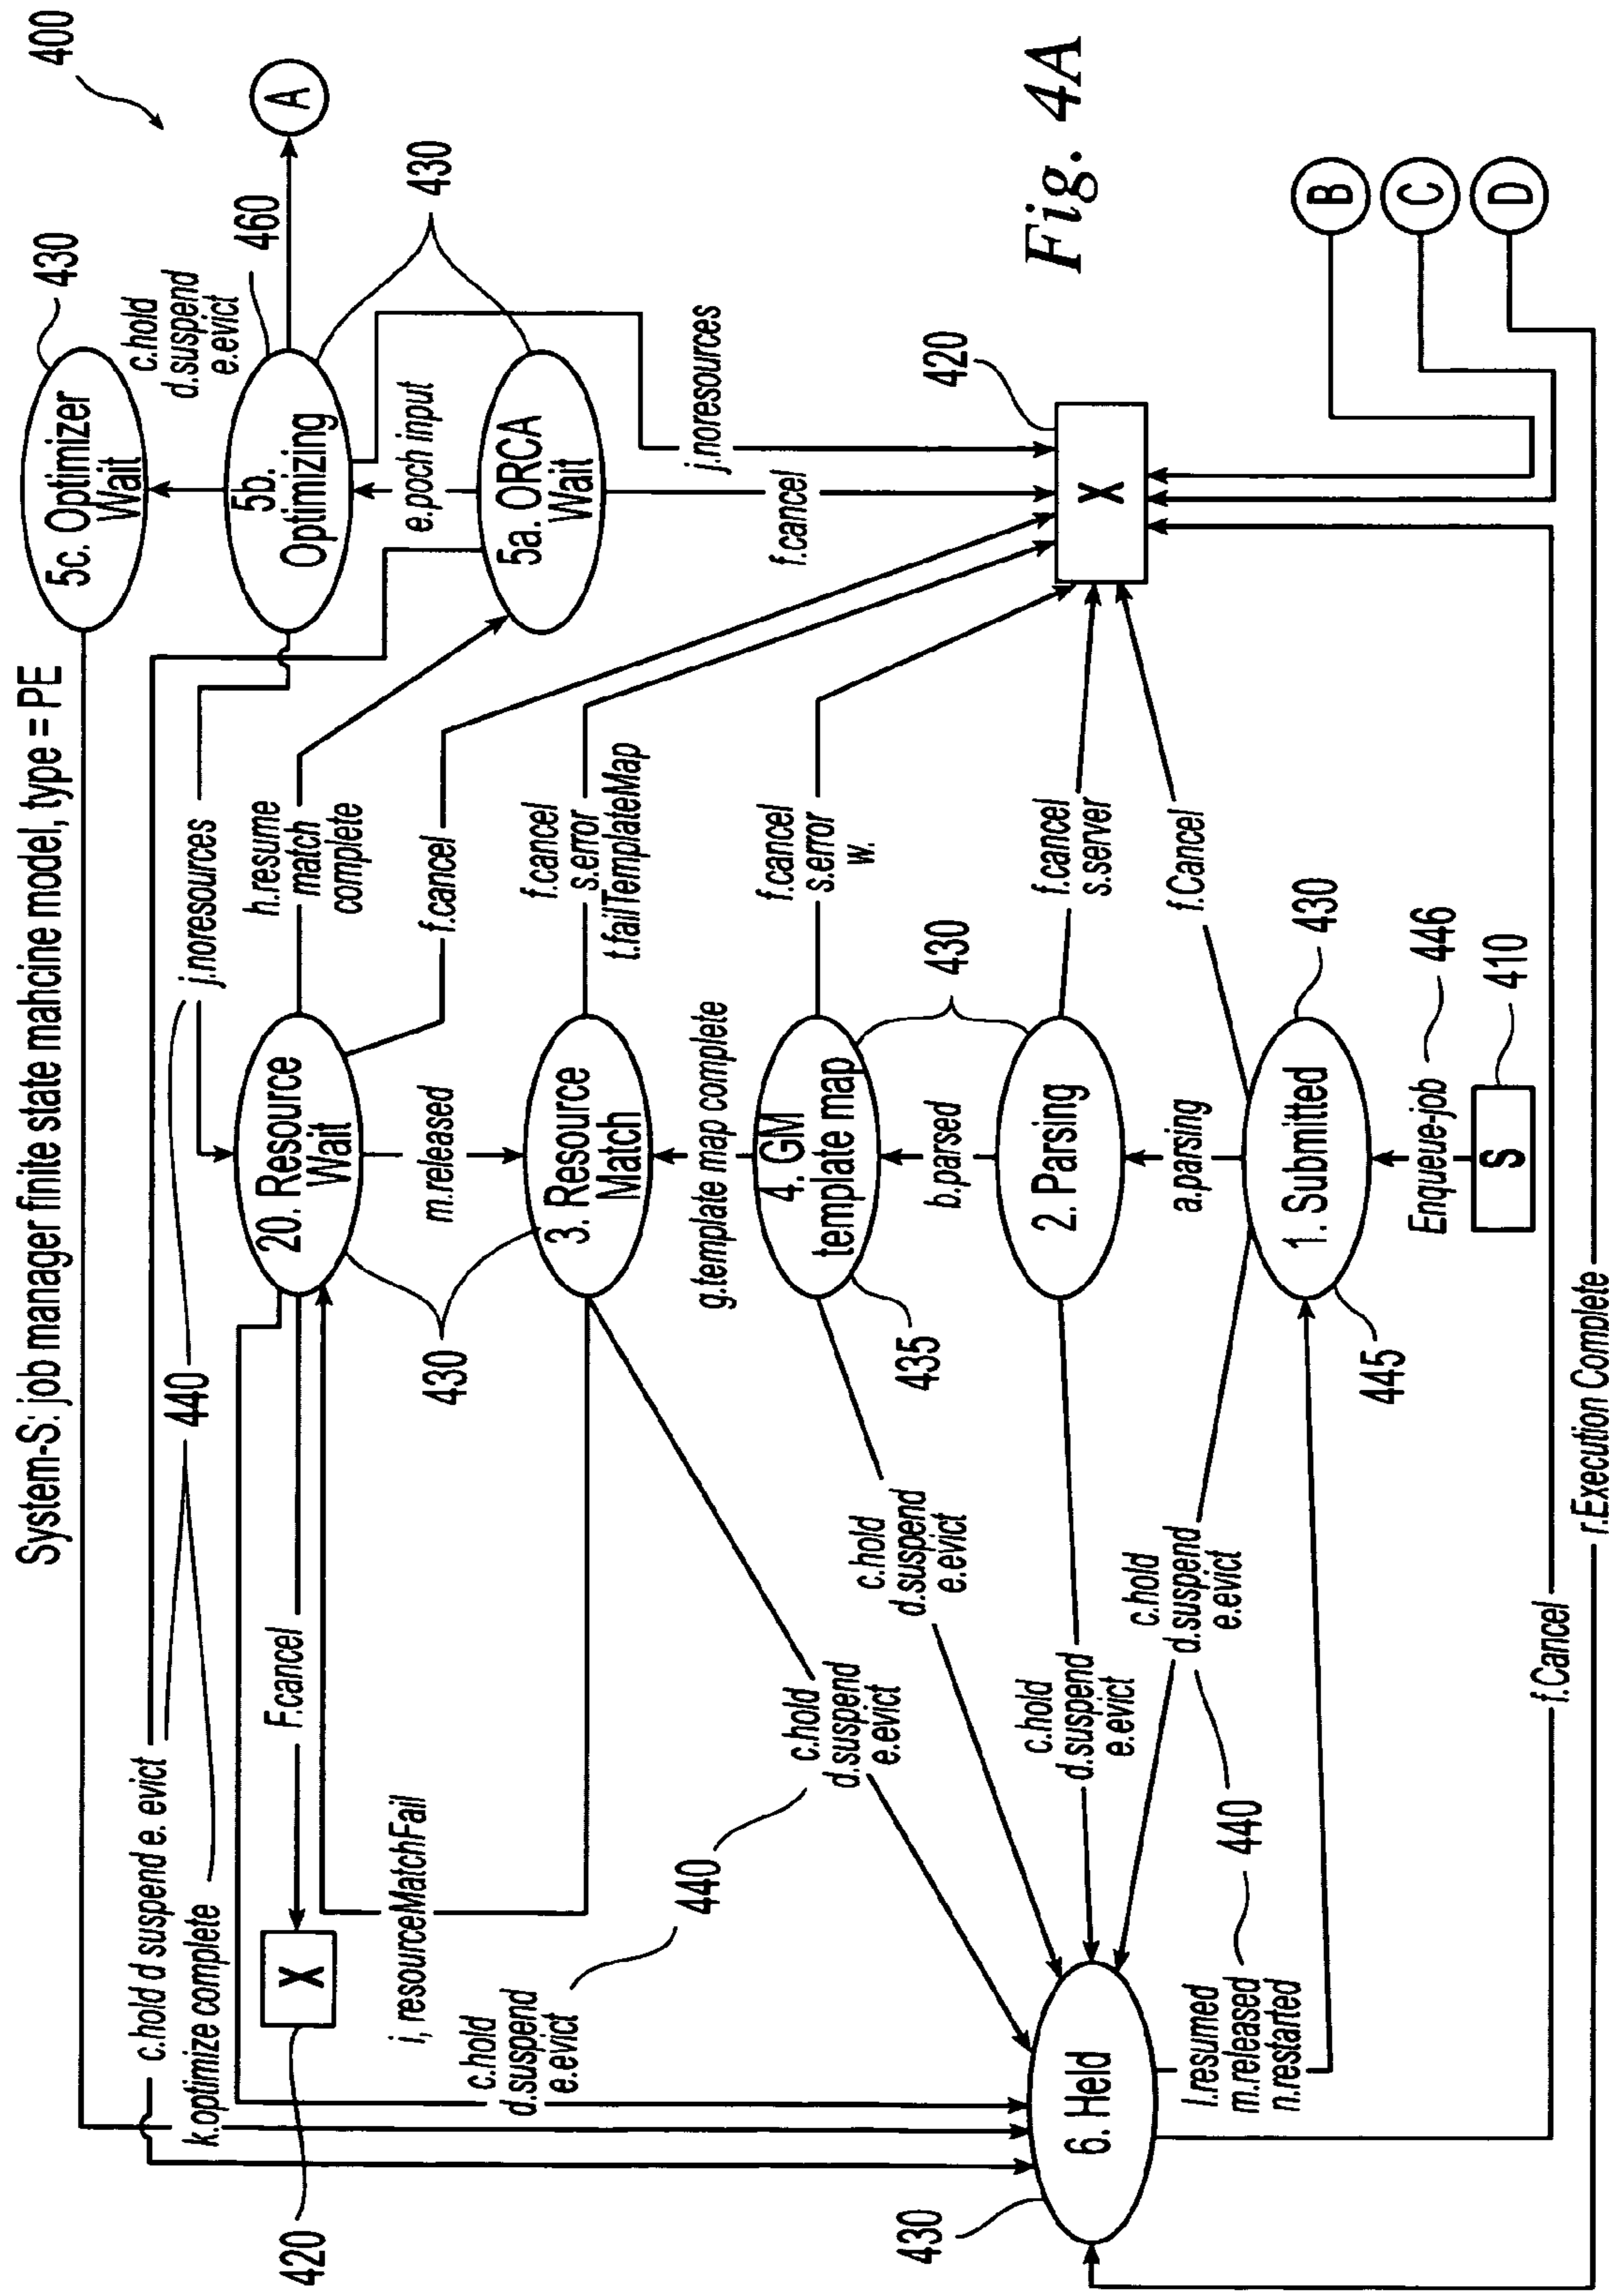 System-S: job manager finite state mahcine model, type = PE
400
430
5c. Optimizer
Wait
c.hold
d.suspend
e.evict
460
A
c.hold d suspend e. evict
k.optimize complete
440
j.noresources
5b.
Optimizing
430
e.poch input
5a. ORCA
Wait
420
X
F.cancel
20. Resource
Wait
h.resume
match
complete
f.cancel
j.noresources
f.cancel
i, resourceMatchFail
430
m.released
c.hold
d.suspend
e.evict
440
3. Resource
Match
f.cancel
s.error
t.failTemplateMap
c.hold
d.suspend
e.evict
440
g.template map complete
4. GM
template map
435
430
f.cancel
s.error
w.
420
X
Fig. 4A
c.hold
d.suspend
e.evict
b.parsed
2. Parsing
f.cancel
s.server
c.hold
d.suspend
e.evict
430
6. Held
c.hold
d.suspend
e.evict
440
a.parsing
f.Cancel
l.resumed
m.released
n.restarted
1. Submitted
445
430
B
C
D
Enqueue-job
446
S
410
f.Cancel
r.Execution Complete